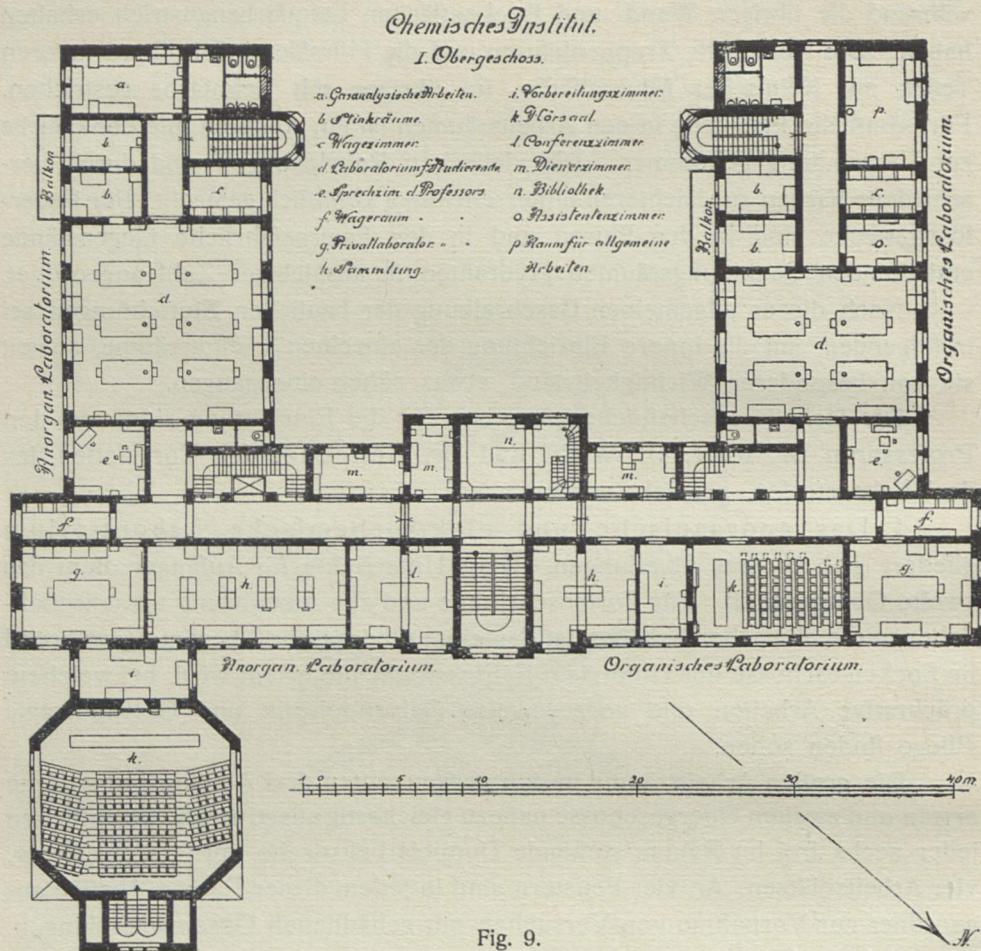 Chemisches Institut.
I. Obergeschoss.
a. Gasanalysische Arbeiten.
b. Stinkräume.
c. Wagezimmer.
d. Laboratorium f. Studierende.
e. Sprechzim. d. Professors.
f. Wageraum " "
g. Privatlaborator. " "
h. Sammlung.
i. Vorbereitungszimmer.
k. Hörsaal.
l. Conferenzzimmer.
m. Dienerzimmer.
n. Bibliothek.
o. Assistentenzimmer.
p. Raum für allgemeine
Arbeiten.
a.
b.
b.
c.
Balkon
d.
Anorgan. Laboratorium
e.
p.
b.
c.
b.
o.
Balkon.
d.
Organisches Laboratorium.
e.
m.
m.
n.
m.
f.
f.
g.
h.
l.
h.
i.
k.
g.
Anorgan. Laboratorium.
Organisches Laboratorium.
i.
k.
1 0 5 10 20 30 40 m.
N.
Fig. 9.